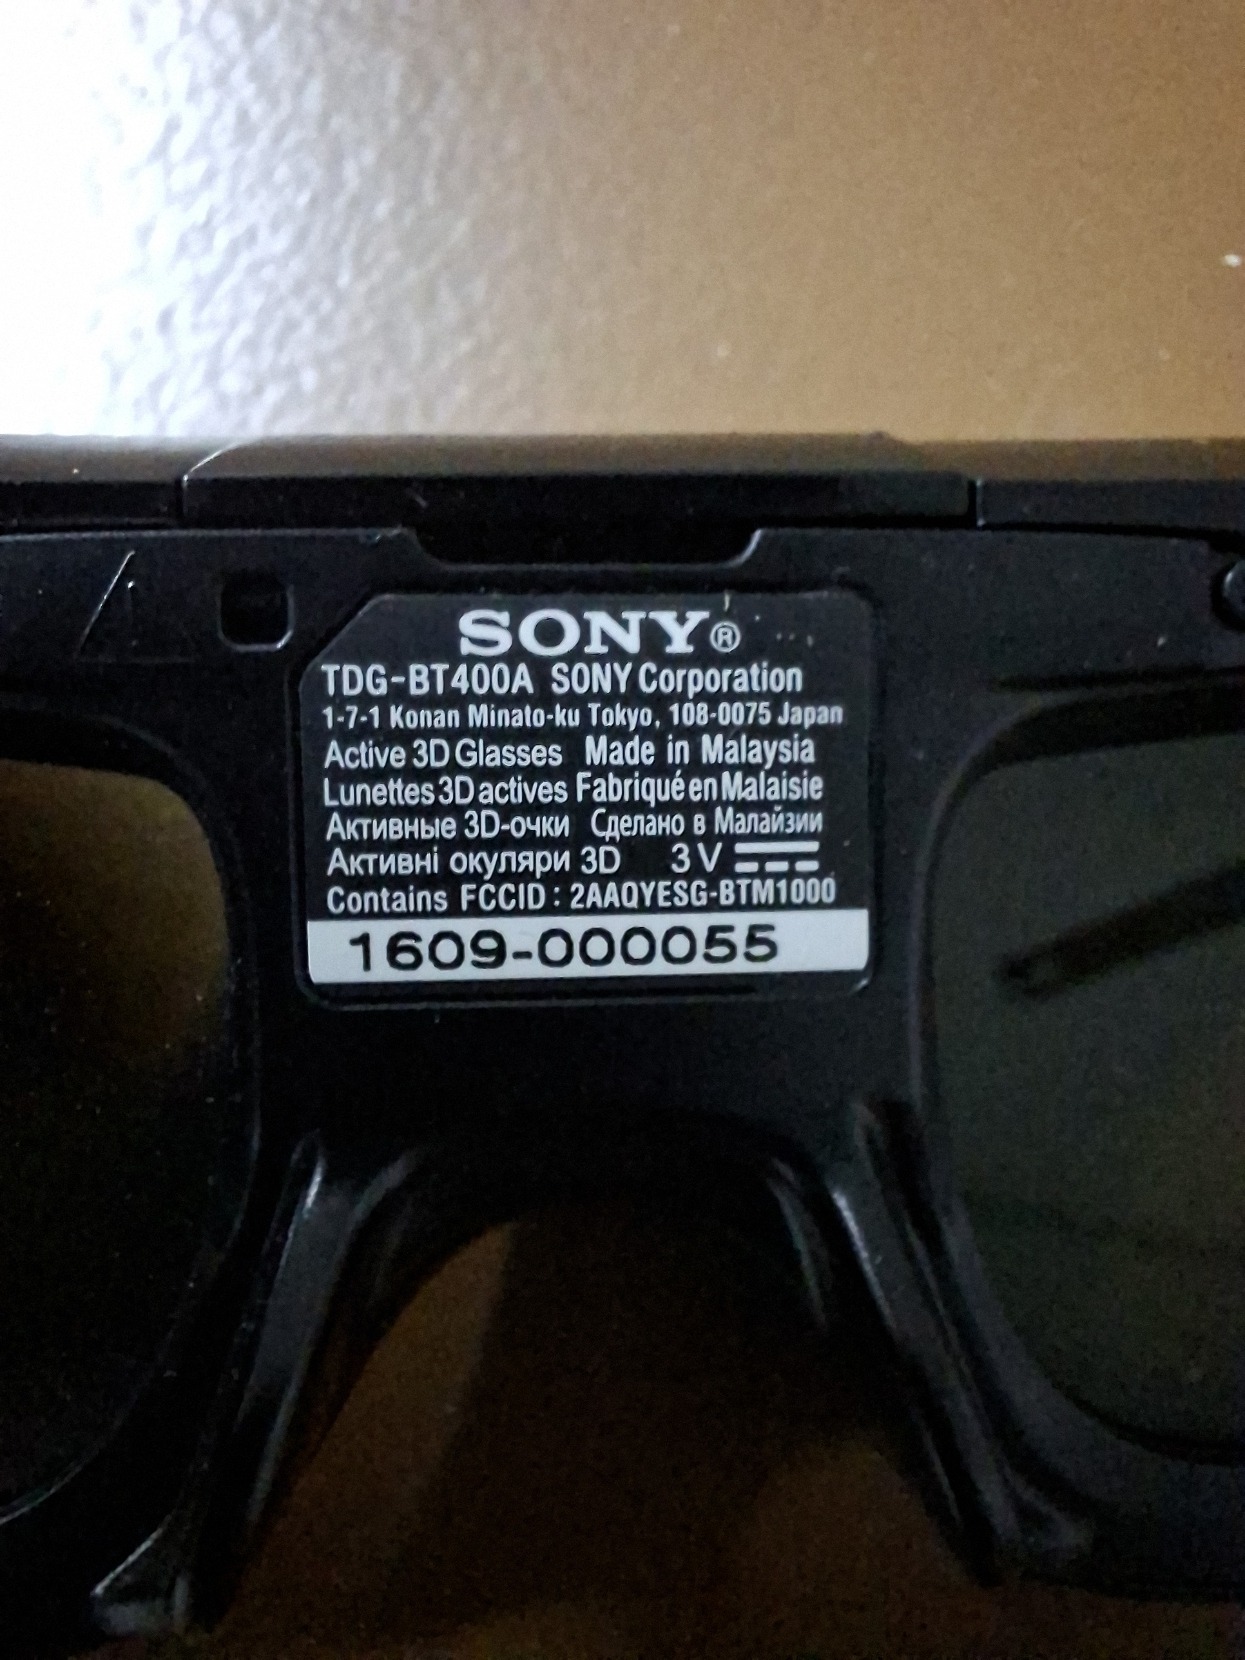 SONY®
TDG-BT400A SONY Corporation
1-7-1 Konan Minato-ku Tokyo, 108-0075 Japan
Active 3D Glasses Made in Malaysia
Lunettes 3D actives Fabriqué en Malaisie
Активные 3D-очки Сделано в Малайзии
Активні окуляри 3D 3V
Contains FCCID : 2AAQYESG-BTM1000
1609-000055